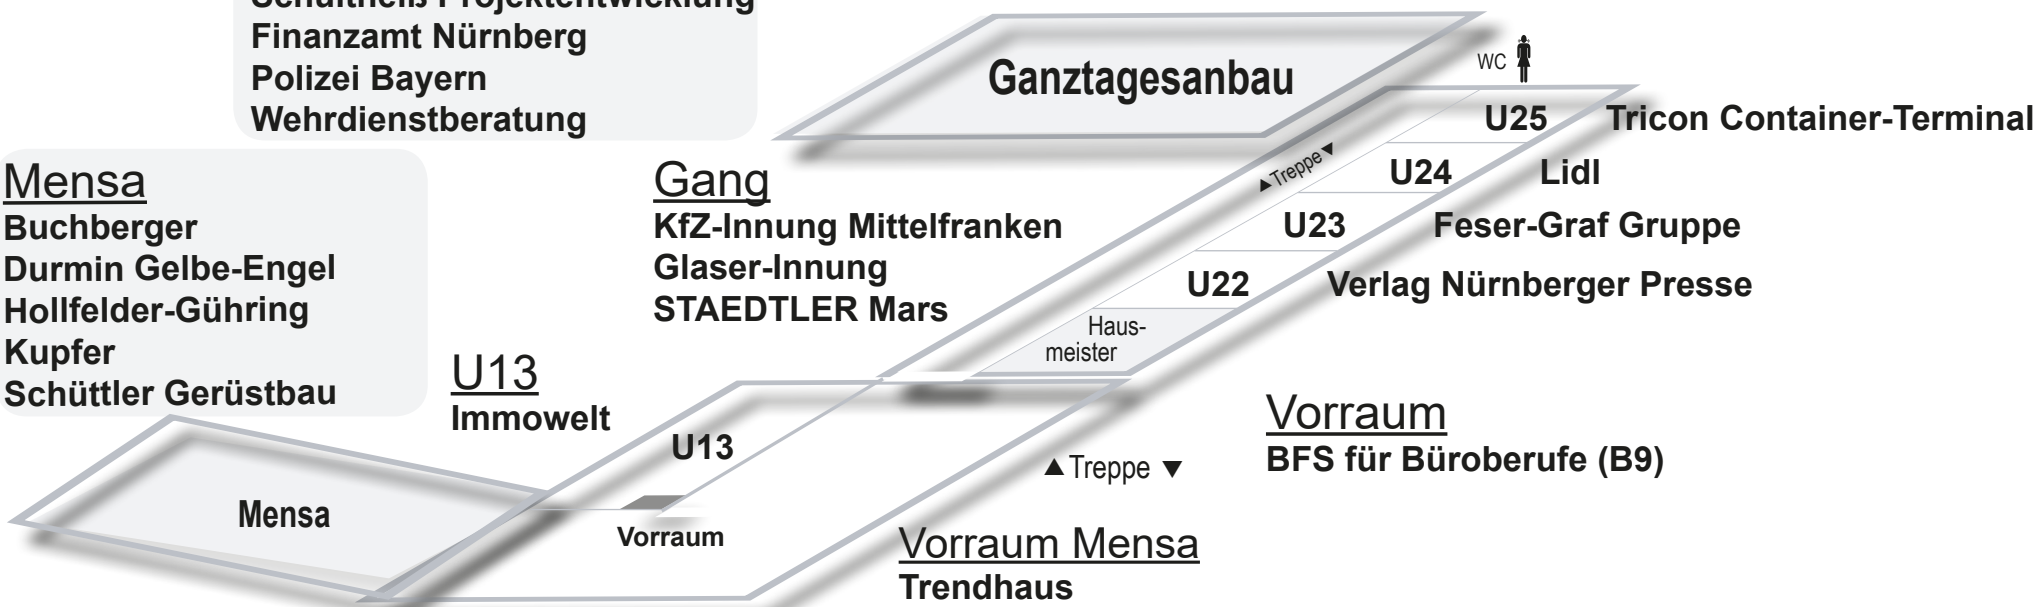 Schultheiß Projektentwicklung
Finanzamt Nürnberg
Polizei Bayern
Wehrdienstberatung
Ganztagesanbau
WC
U25 Tricon Container-Terminal
▲Treppe▼
U24 Lidl
U23 Feser-Graf Gruppe
U22 Verlag Nürnberger Presse
Haus-
meister
Mensa
Buchberger
Durmin Gelbe-Engel
Hollfelder-Gühring
Kupfer
Schüttler Gerüstbau
Gang
KfZ-Innung Mittelfranken
Glaser-Innung
STAEDTLER Mars
U13
Immowelt
U13
Vorraum
BFS für Büroberufe (B9)
▲Treppe ▼
Mensa
Vorraum
Vorraum Mensa
Trendhaus